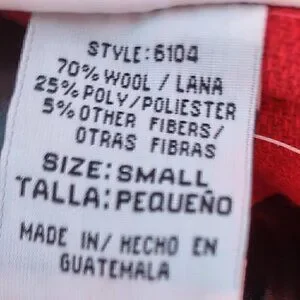 STYLE:6104
70% WOOL / LANA
25% POLY/POLIESTER
5% OTHER FIBERS/
OTRAS FIBRAS
SIZE: SMALL
TALLA: PEQUEÑO
MADE IN/ HECHO EN
GUATEMALA